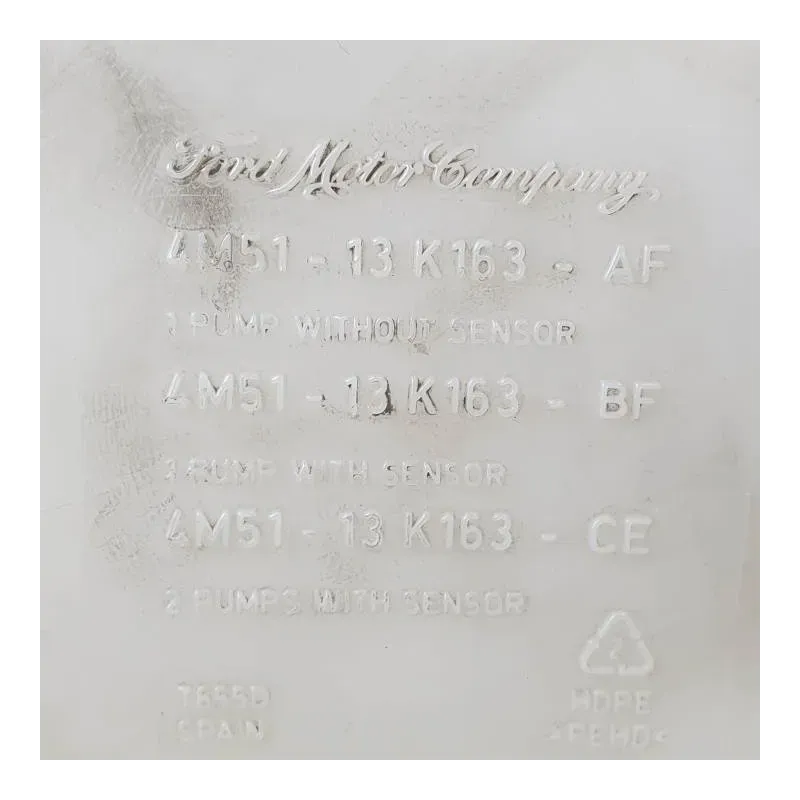 Ford Motor Company,
4M51 - 13 K163 - AF
1 PUMP WITHOUT SENSOR
4M51 - 13 K163 - BF
1 PUMP WITH SENSOR
4M51 - 13 K163 - CE
2 PUMPS WITH SENSOR
SPAIN
HDPE
>PEHD<